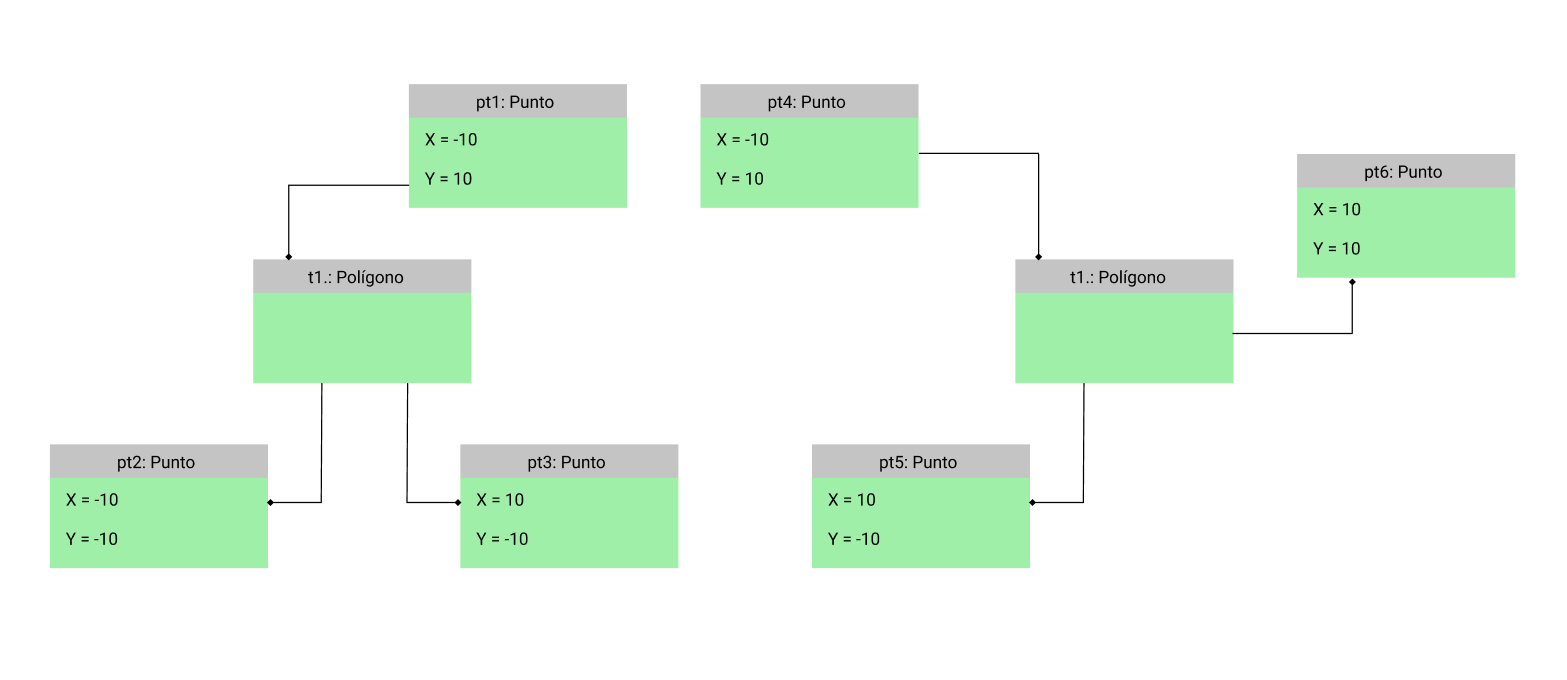 pt1: Punto
X = -10
Y = 10
pt4: Punto
X = -10
Y = 10
pt6: Punto
X = 10
Y = 10
t1.: Polígono
t1.: Polígono
pt2: Punto
X = -10
Y = -10
pt3: Punto
X = 10
Y = -10
pt5: Punto
X = 10
Y = -10